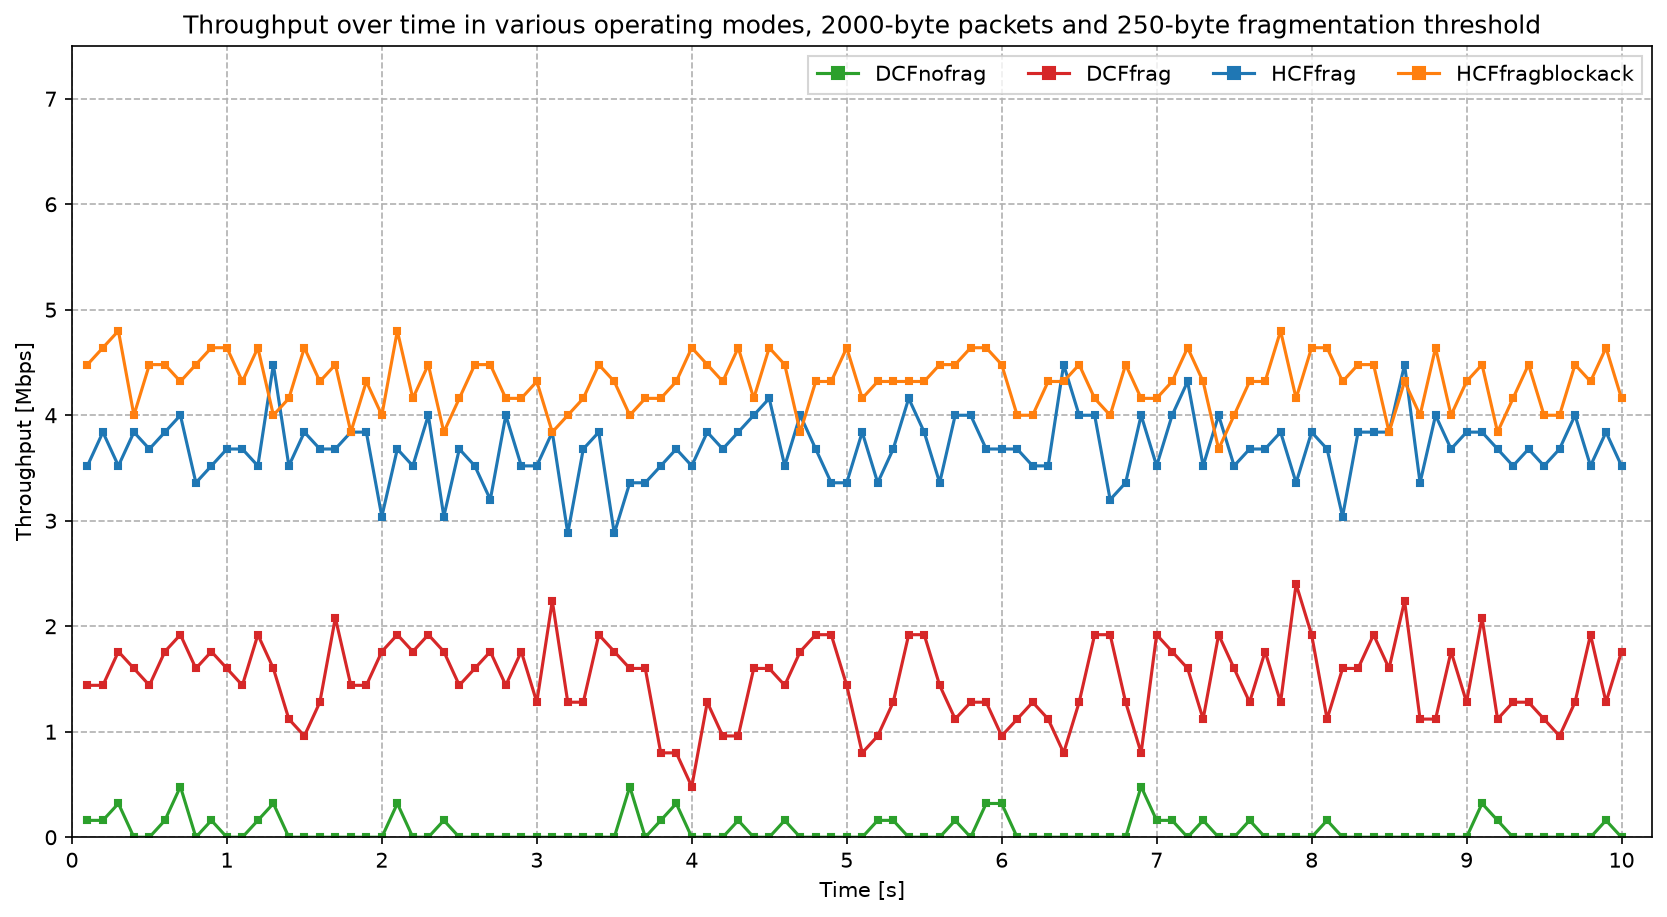 Throughput over time in various operating modes, 2000-byte packets and 250-byte fragmentation threshold
DCFnofrag DCFfrag HCFfrag HCFfragblockack
Throughput [Mbps]
7
6
5
4
3
2
1
0
0 1 2 3 4 5 6 7 8 9 10
Time [s]